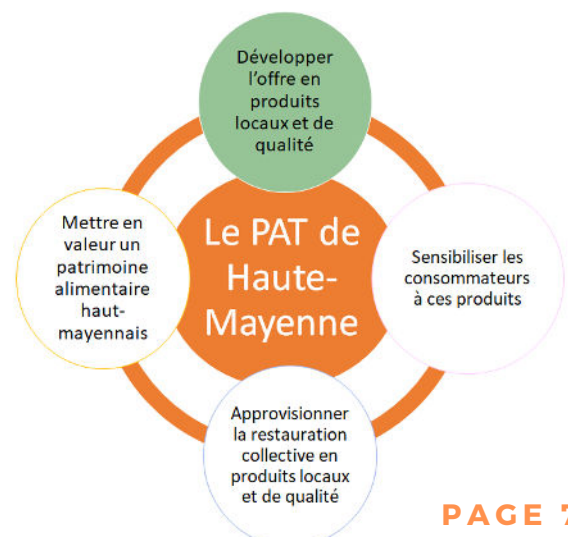 Développer
l'offre en
produits
locaux et de
qualité
Mettre en
valeur un
patrimoine
alimentaire
haut-
mayennais
Le PAT de
Haute-
Mayenne
Sensibiliser les
consommateurs
à ces produits
Approvisionner
la restauration
collective en
produits locaux
et de qualité
PAGE 7